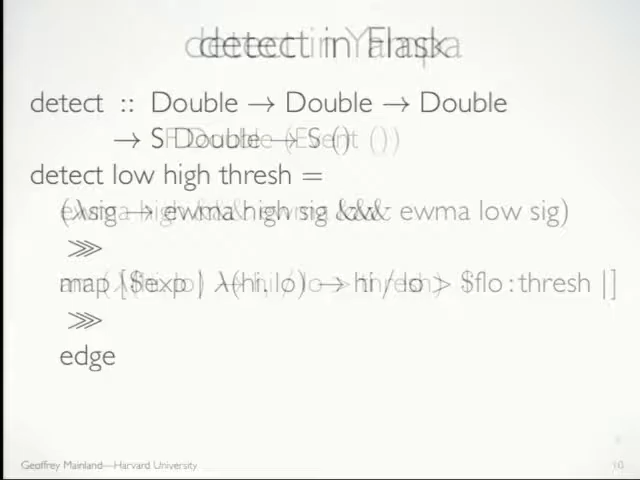 detect in Flask
detect :: Double → Double → Double
→ S Double → S ()
detect low high thresh =
(λsig → ewma high sig &&& ewma low sig)
⋙
map [$exp | λ(hi, lo) → hi / lo > $flo:thresh |]
⋙
edge
Geoffrey Mainland—Harvard University
10